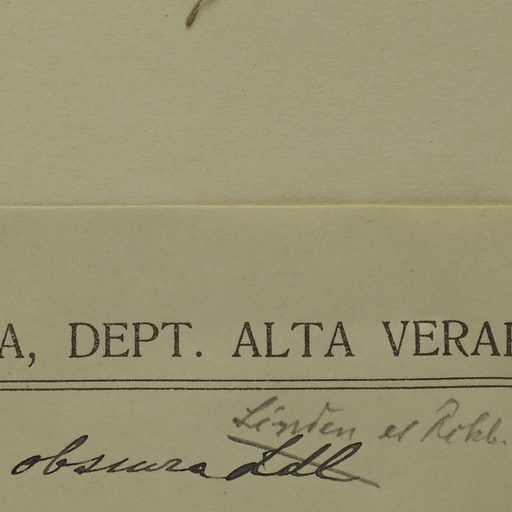 A, DEPT. ALTA VERAP
Linden et Rchb.
obscura Ldl